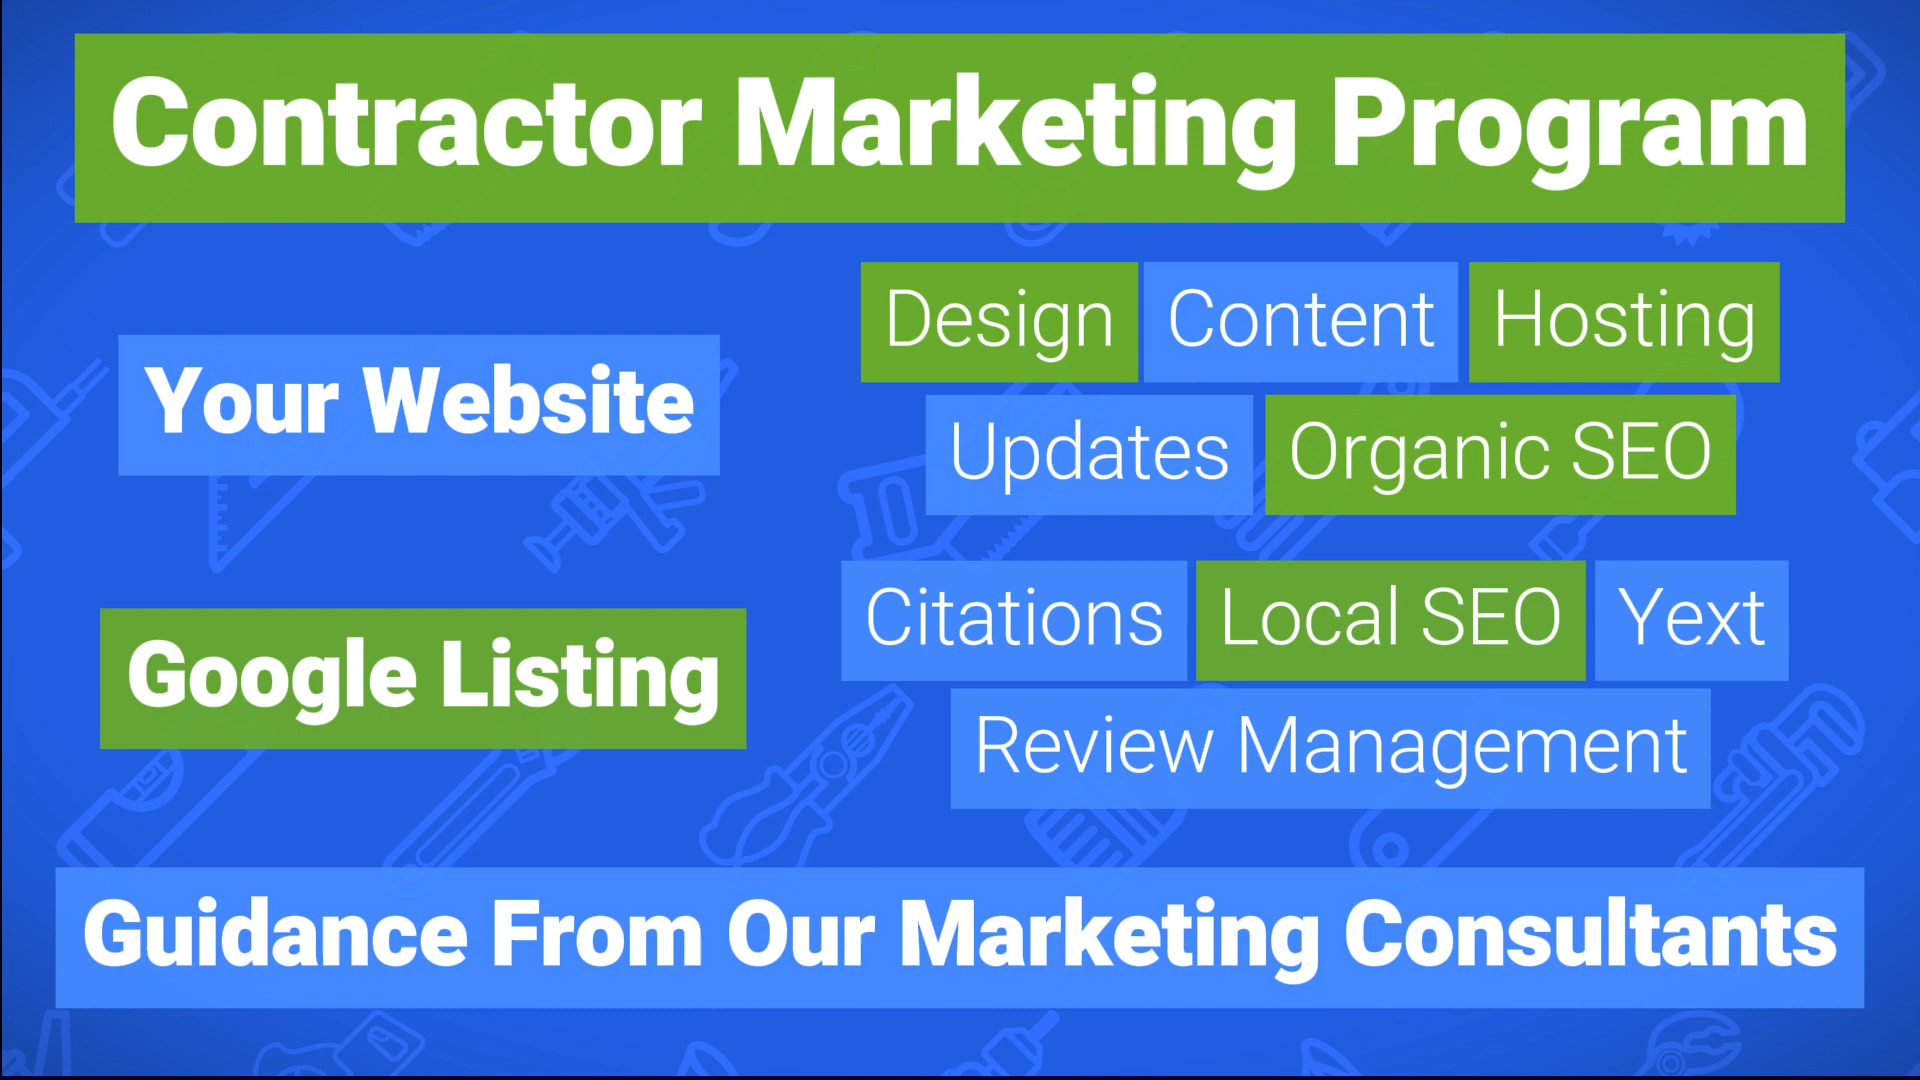 Contractor Marketing Program
Your Website
Design Content Hosting
Updates Organic SEO
Google Listing
Citations Local SEO Yext
Review Management
Guidance From Our Marketing Consultants